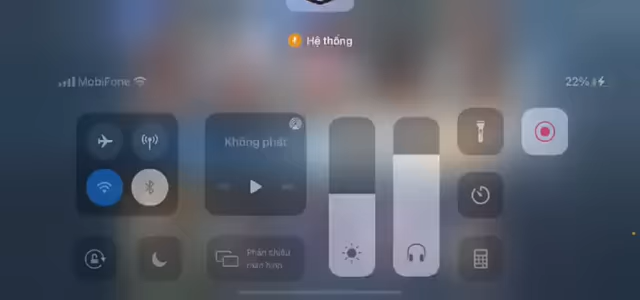 Hệ thống
MobiFone
22%
Không phát
Phản chiếu
màn hình